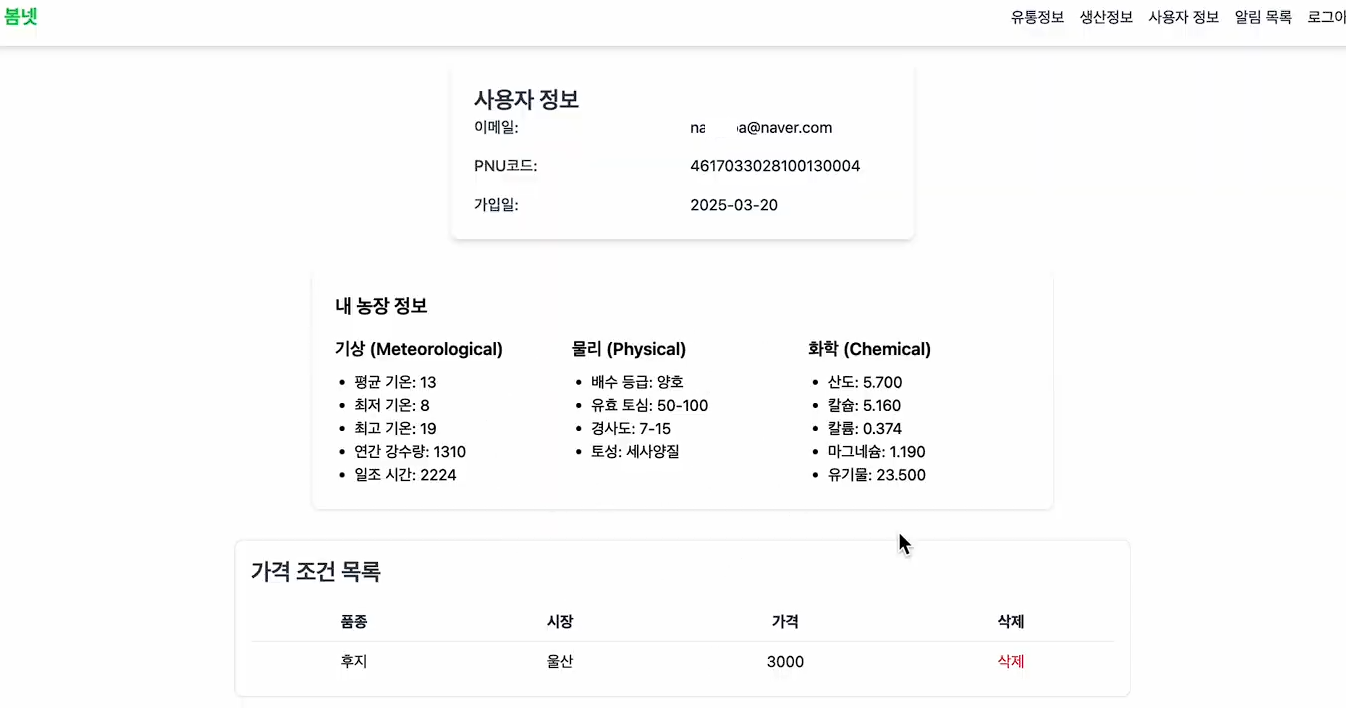 봄넷
유통정보 생산정보 사용자 정보 알림 목록 로그아
사용자 정보
이메일: na a@naver.com
PNU코드: 4617033028100130004
가입일: 2025-03-20
내 농장 정보
기상 (Meteorological)
• 평균 기온: 13
• 최저 기온: 8
• 최고 기온: 19
• 연간 강수량: 1310
• 일조 시간: 2224
물리 (Physical)
• 배수 등급: 양호
• 유효 토심: 50-100
• 경사도: 7-15
• 토성: 세사양질
화학 (Chemical)
• 산도: 5.700
• 칼슘: 5.160
• 칼륨: 0.374
• 마그네슘: 1.190
• 유기물: 23.500
가격 조건 목록
품종 시장 가격 삭제
후지 울산 3000 삭제